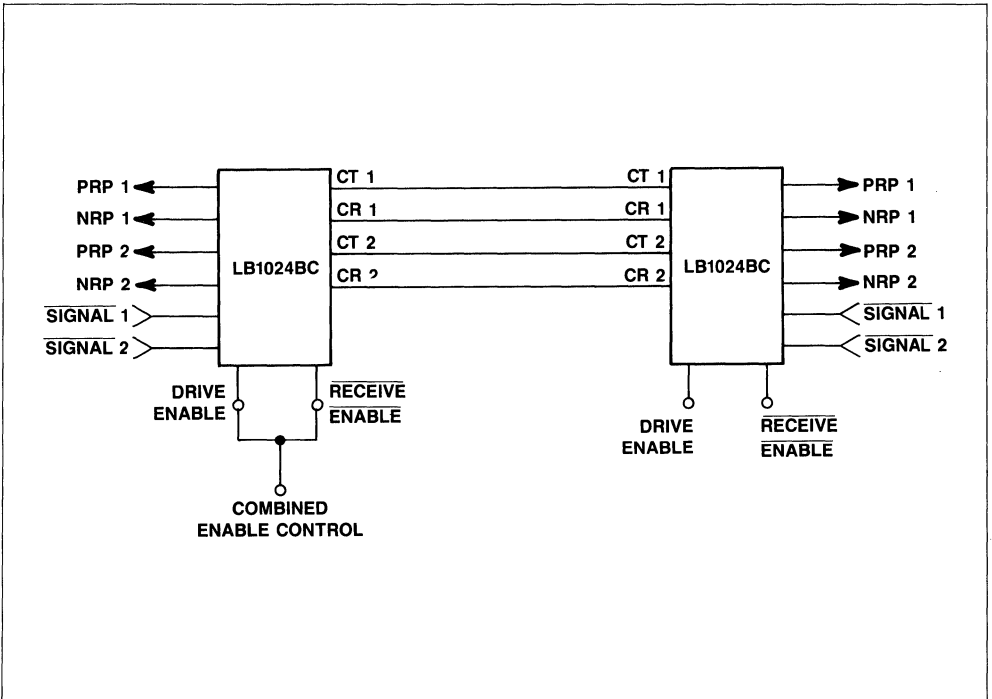 CT 1
CT 1
PRP 1
PRP 1
CR 1
CR 1
NRP 1
NRP 1
CT 2
CT 2
PRP 2
PRP 2
LB1024BC
LB1024BC
CR 2
CR 2
NRP 2
NRP 2
SIGNAL 1
SIGNAL 1
SIGNAL 2
SIGNAL 2
DRIVE
ENABLE
RECEIVE
ENABLE
DRIVE
ENABLE
RECEIVE
ENABLE
COMBINED
ENABLE CONTROL